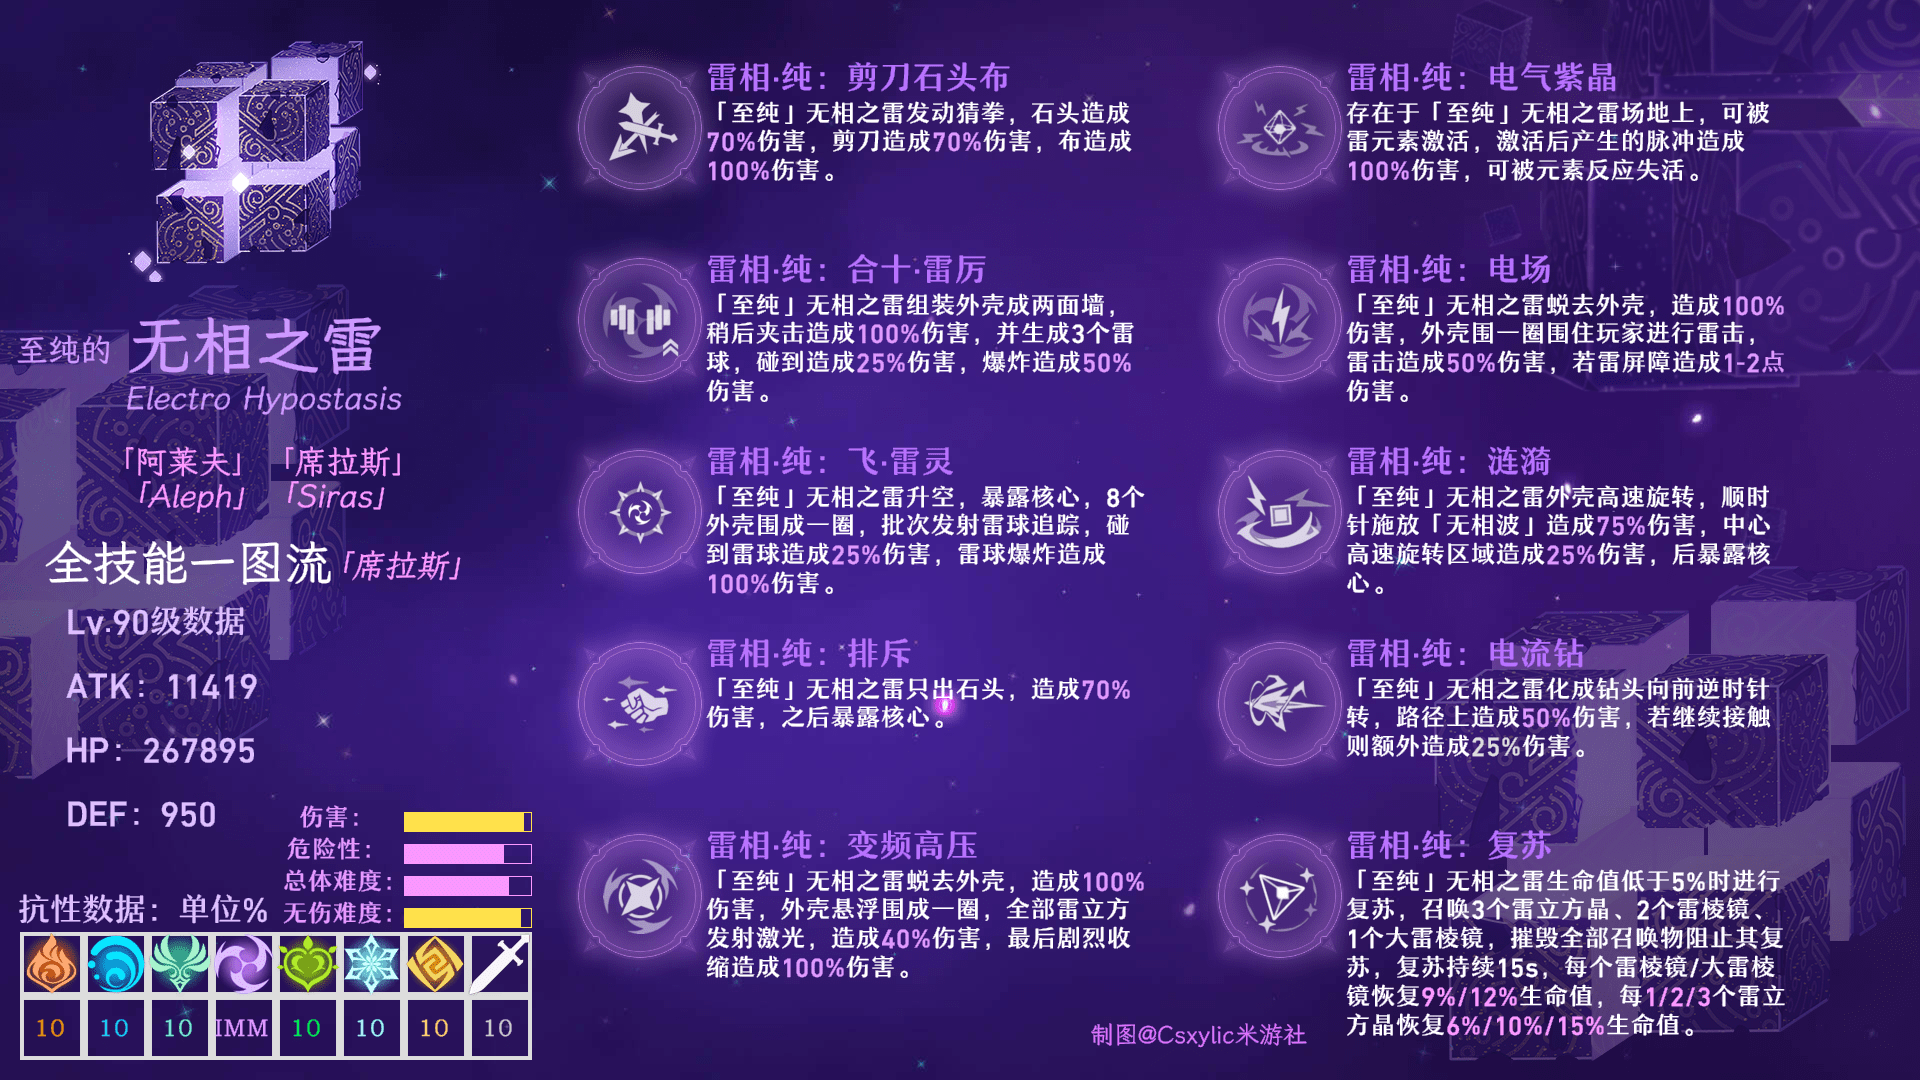 至纯的 无相之雷
Electro Hypostasis
「阿莱夫」 「席拉斯」
「Aleph」 「Siras」
全技能一图流「席拉斯」
Lv.90级数据
ATK：11419
HP：267895
DEF：950
伤害：
危险性：
总体难度：
无伤难度：
抗性数据：单位%
10 10 10 IMM 10 10 10 10
雷相·纯：剪刀石头布
「至纯」无相之雷发动猜拳，石头造成
70%伤害，剪刀造成70%伤害，布造成
100%伤害。
雷相·纯：合十·雷厉
「至纯」无相之雷组装外壳成两面墙，
稍后夹击造成100%伤害，并生成3个雷
球，碰到造成25%伤害，爆炸造成50%
伤害。
雷相·纯：飞·雷灵
「至纯」无相之雷升空，暴露核心，8个
外壳围成一圈，批次发射雷球追踪，碰
到雷球造成25%伤害，雷球爆炸造成
100%伤害。
雷相·纯：排斥
「至纯」无相之雷只出石头，造成70%
伤害，之后暴露核心。
雷相·纯：变频高压
「至纯」无相之雷蜕去外壳，造成100%
伤害，外壳悬浮围成一圈，全部雷立方
发射激光，造成40%伤害，最后剧烈收
缩造成100%伤害。
雷相·纯：电气紫晶
存在于「至纯」无相之雷场地上，可被
雷元素激活，激活后产生的脉冲造成
100%伤害，可被元素反应失活。
雷相·纯：电场
「至纯」无相之雷蜕去外壳，造成100%
伤害，外壳围一圈围住玩家进行雷击，
雷击造成50%伤害，若雷屏障造成1-2点
伤害。
雷相·纯：涟漪
「至纯」无相之雷外壳高速旋转，顺时
针施放「无相波」造成75%伤害，中心
高速旋转区域造成25%伤害，后暴露核
心。
雷相·纯：电流钻
「至纯」无相之雷化成钻头向前逆时针
转，路径上造成50%伤害，若继续接触
则额外造成25%伤害。
雷相·纯：复苏
「至纯」无相之雷生命值低于5%时进行
复苏，召唤3个雷立方晶、2个雷棱镜、
1个大雷棱镜，摧毁全部召唤物阻止其复
苏，复苏持续15s，每个雷棱镜/大雷棱
镜恢复9%/12%生命值，每1/2/3个雷立
方晶恢复6%/10%/15%生命值。
制图@Csxylic米游社